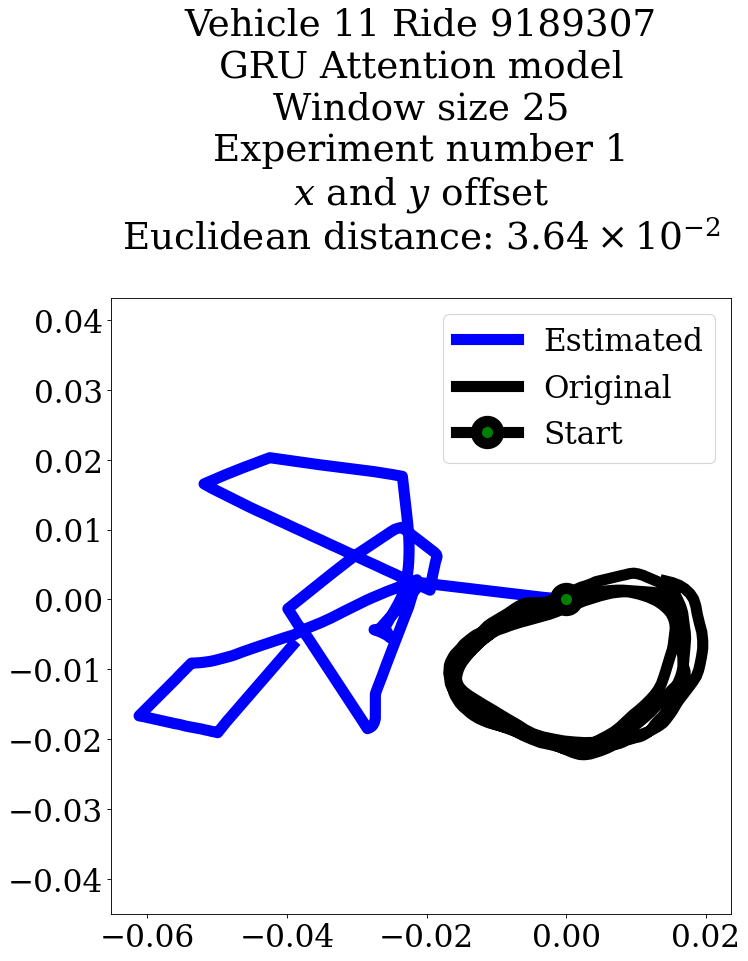 Vehicle 11 Ride 9189307
GRU Attention model
Window size 25
Experiment number 1
x and y offset
Euclidean distance: 3.64 × 10⁻²
Estimated
Original
Start
0.04
0.03
0.02
0.01
0.00
−0.01
−0.02
−0.03
−0.04
−0.06
−0.04
−0.02
0.00
0.02